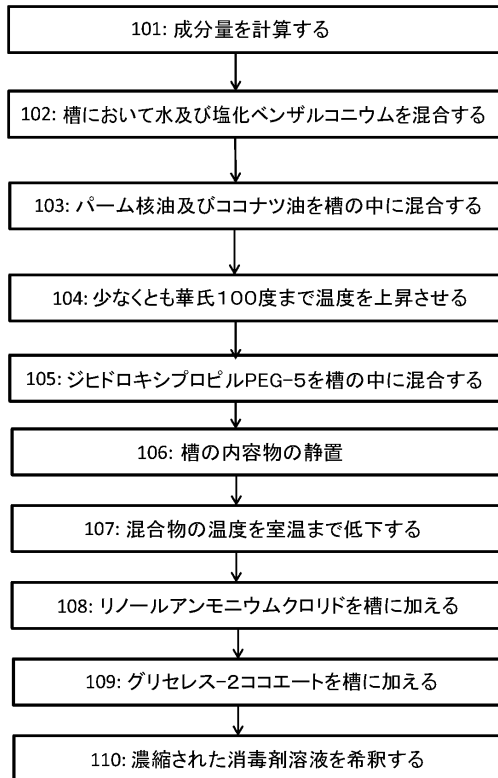 101: 成分量を計算する
102: 槽において水及び塩化ベンザルコニウムを混合する
103: パーム核油及びココナツ油を槽の中に混合する
104: 少なくとも華氏100度まで温度を上昇させる
105: ジヒドロキシプロピルPEG-5を槽の中に混合する
106: 槽の内容物の静置
107: 混合物の温度を室温まで低下する
108: リノールアンモニウムクロリドを槽に加える
109: グリセレス-2ココエートを槽に加える
110: 濃縮された消毒剤溶液を希釈する